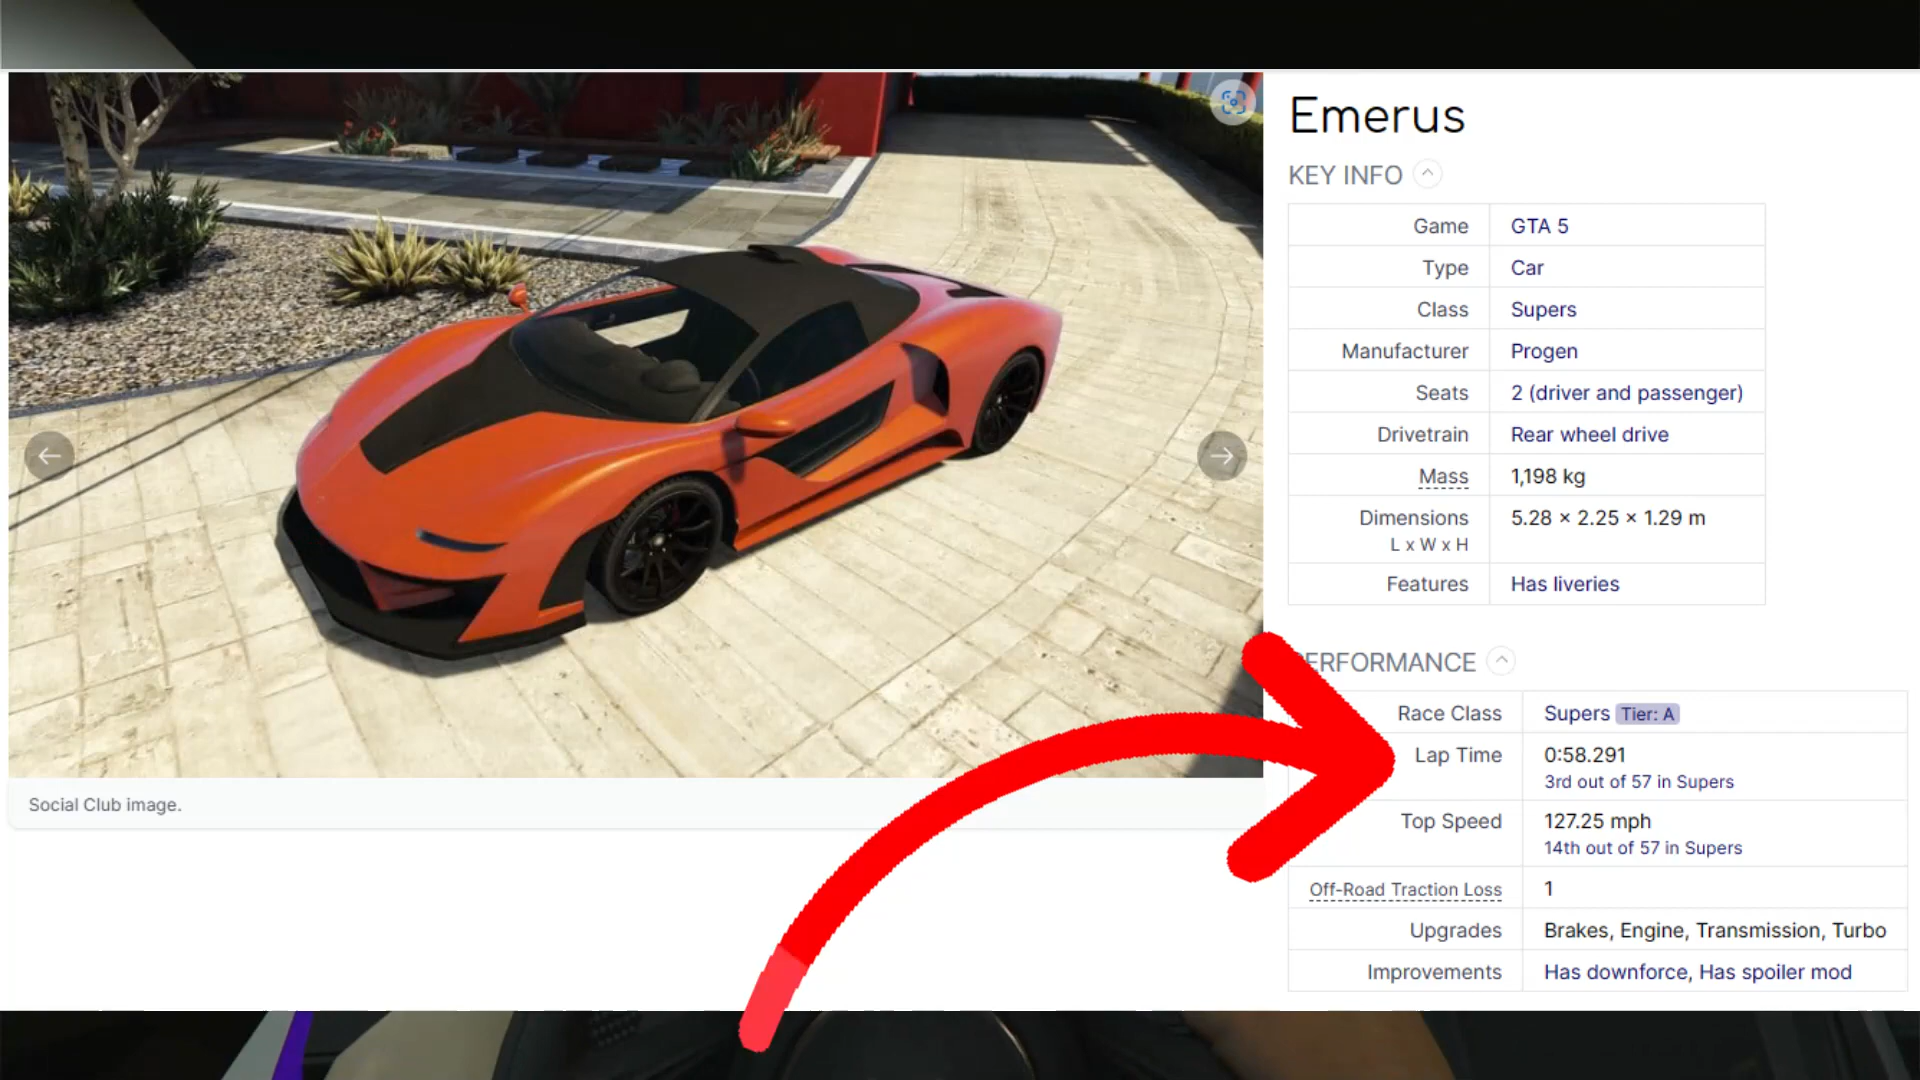 Emerus
KEY INFO
Game GTA 5
Type Car
Class Supers
Manufacturer Progen
Seats 2 (driver and passenger)
Drivetrain Rear wheel drive
Mass 1,198 kg
Dimensions 5.28 × 2.25 × 1.29 m
L x W x H
Features Has liveries
ERFORMANCE
Race Class Supers Tier: A
Lap Time 0:58.291
3rd out of 57 in Supers
Top Speed 127.25 mph
14th out of 57 in Supers
Off-Road Traction Loss 1
Upgrades Brakes, Engine, Transmission, Turbo
Improvements Has downforce, Has spoiler mod
Social Club image.